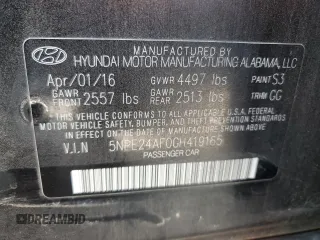 MANUFACTURED BY
HYUNDAI MOTOR MANUFACTURING ALABAMA, LLC
Apr/01/16 GVWR 4497 lbs PAINT S3
GAWR FRONT 2557 lbs GAWR REAR 2513 lbs TRIM GG
THIS VEHICLE CONFORMS TO ALL APPLICABLE U.S.A. FEDERAL
MOTOR VEHICLE SAFETY, BUMPER, AND THEFT PREVENTION
STANDARDS IN EFFECT ON THE DATE OF MANUFACTURE
SHOWN ABOVE.
V.I.N 5NPE24AF0GH419165
PASSENGER CAR
DREAMBID